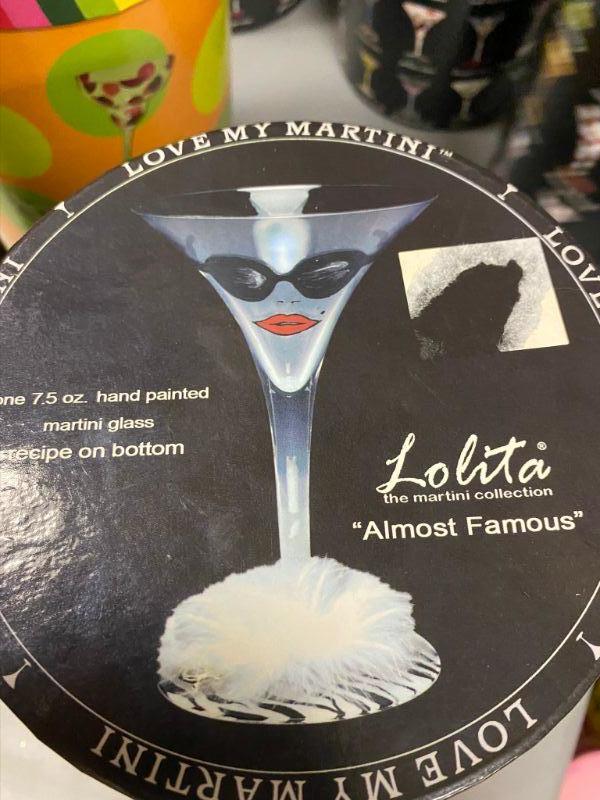 LOVE MY MARTINI™
I
LOVE
one 7.5 oz. hand painted
martini glass
recipe on bottom
Lolita®
the martini collection
"Almost Famous"
I
LOVE MY MARTINI
I